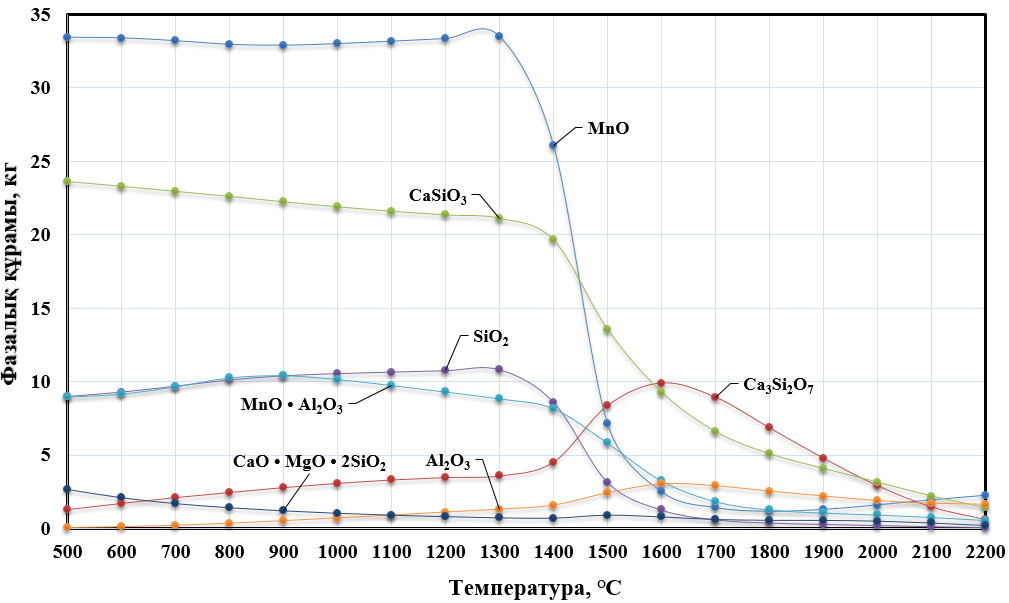 35
30
25
20
15
10
5
0
Фазалық құрамы, кг
MnO
CaSiO₃
SiO₂
MnO • Al₂O₃
Ca₃Si₂O₇
CaO • MgO • 2SiO₂
Al₂O₃
500 600 700 800 900 1000 1100 1200 1300 1400 1500 1600 1700 1800 1900 2000 2100 2200
Температура, °C